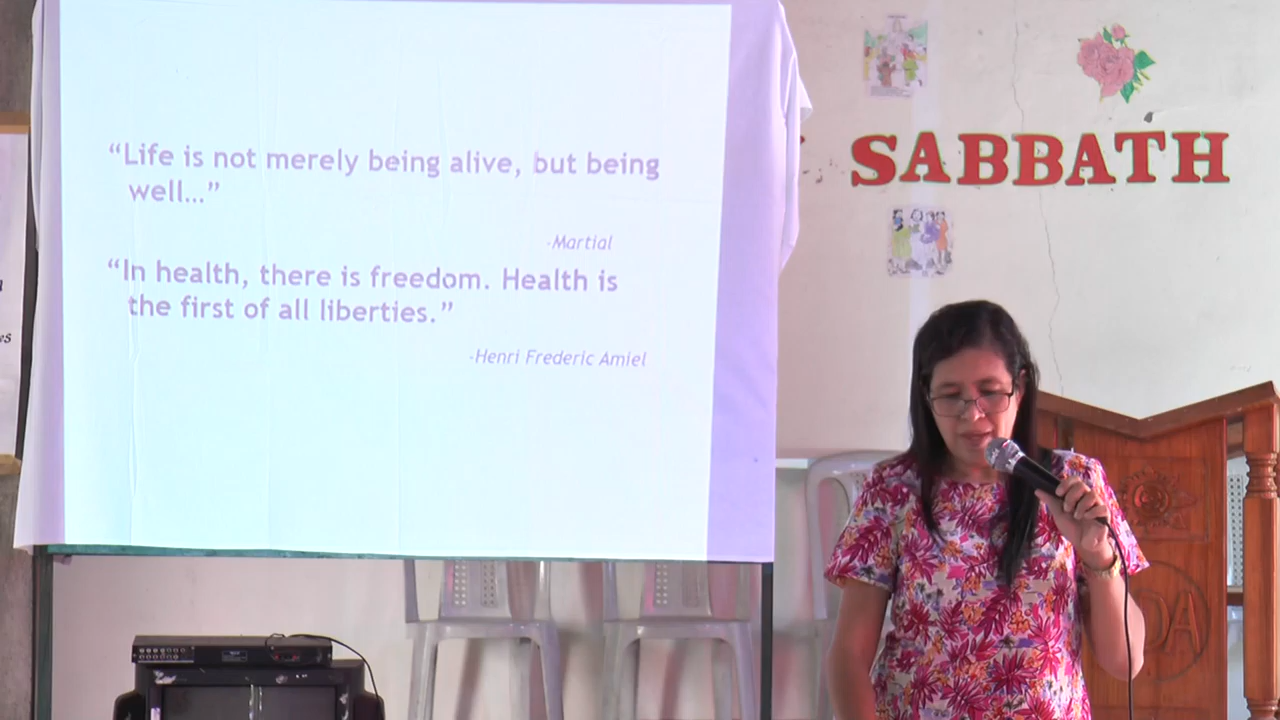 “Life is not merely being alive, but being
well...”
-Martial
“In health, there is freedom. Health is
the first of all liberties.”
-Henri Frederic Amiel
SABBATH
DA